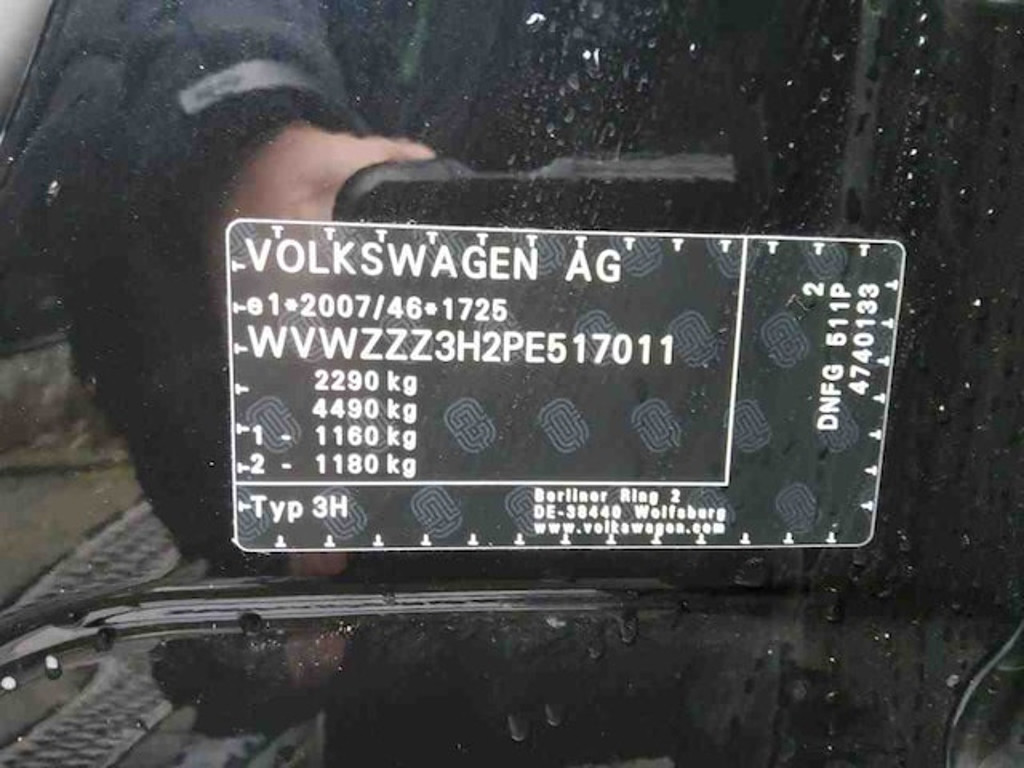 VOLKSWAGEN AG
e1*2007/46*1725
WVWZZZ3H2PE517011
2290 kg
4490 kg
1 - 1160 kg
2 - 1180 kg
Typ 3H
Berliner Ring 2
DE-38440 Wolfsburg
www.volkswagen.com
DNFG 511P 2
4740133